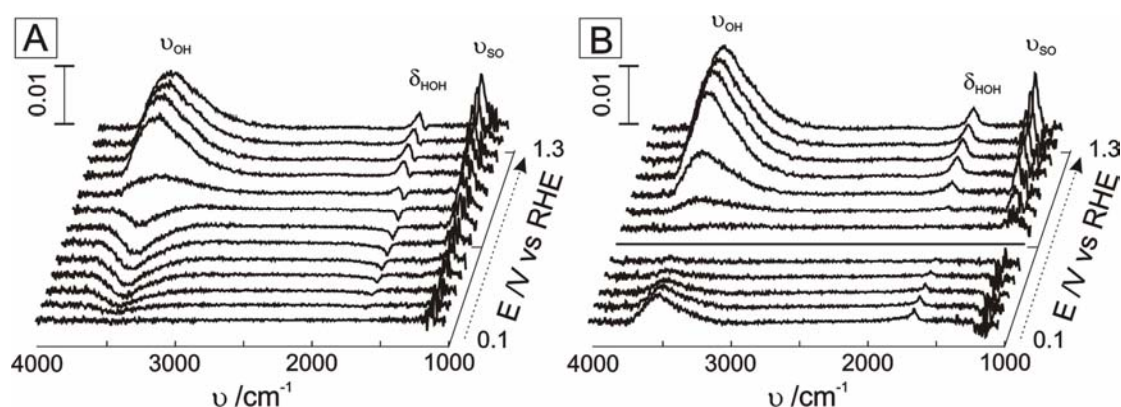 A
υOH
δHOH
υSO
0.01
1.3
E /V vs RHE
0.1
4000 3000 2000 1000
υ /cm-1
B
υOH
δHOH
υSO
0.01
1.3
E /V vs RHE
0.1
4000 3000 2000 1000
υ /cm-1